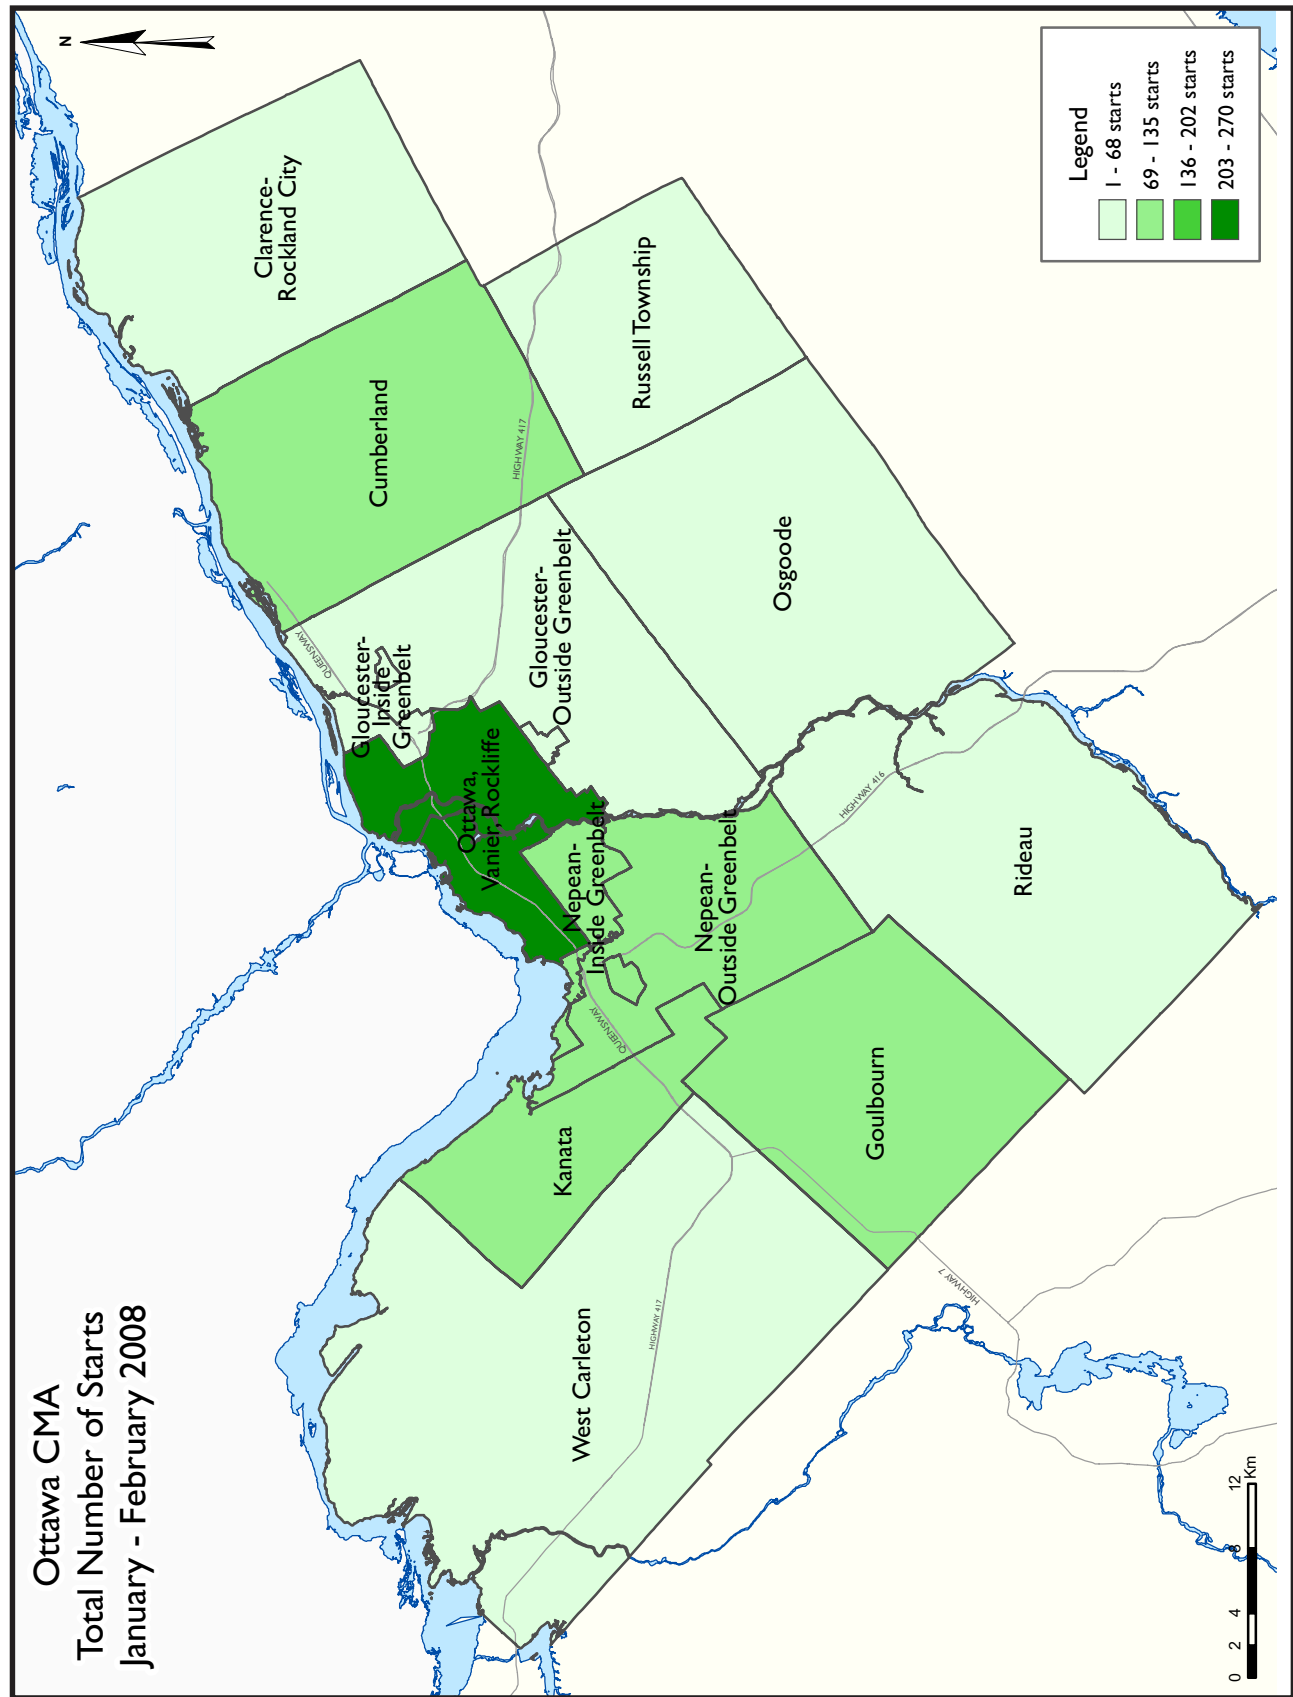 Ottawa CMA
Total Number of Starts
January - February 2008
N
Clarence-
Rockland City
Cumberland
Russell Township
HIGHWAY 417
QUEENSWAY
Gloucester-
Inside
Greenbelt
Gloucester-
Outside Greenbelt
Osgoode
Ottawa,
Vanier, Rockliffe
Nepean-
Inside Greenbelt
Nepean-
Outside Greenbelt
HIGHWAY 416
Rideau
QUEENSWAY
Kanata
Goulbourn
West Carleton
HIGHWAY 417
HIGHWAY 7
Legend
1 - 68 starts
69 - 135 starts
136 - 202 starts
203 - 270 starts
0 2 4 8 12
Km